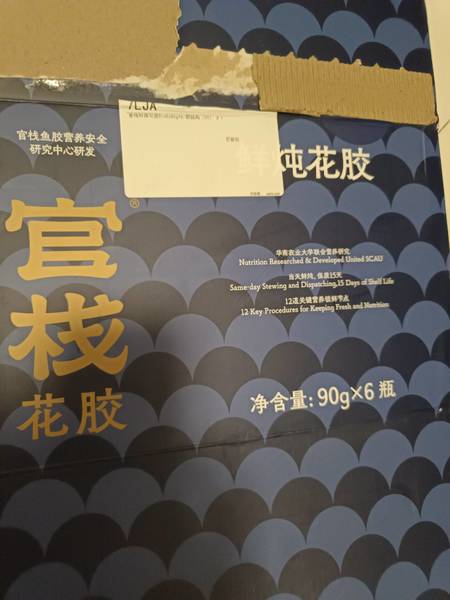 7LJA
官栈鱼胶营养安全
研究中心研发
鲜炖花胶
官栈®
花胶
华南农业大学联合营养研究
Nutrition Researched & Developed United SCAU
当天鲜炖, 保质15天
Same-day Stewing and Dispatching,15 Days of Shelf Life
12道关键营养锁鲜节点
12-Key Procedures for Keeping Fresh and Nutrition
净含量: 90g×6 瓶